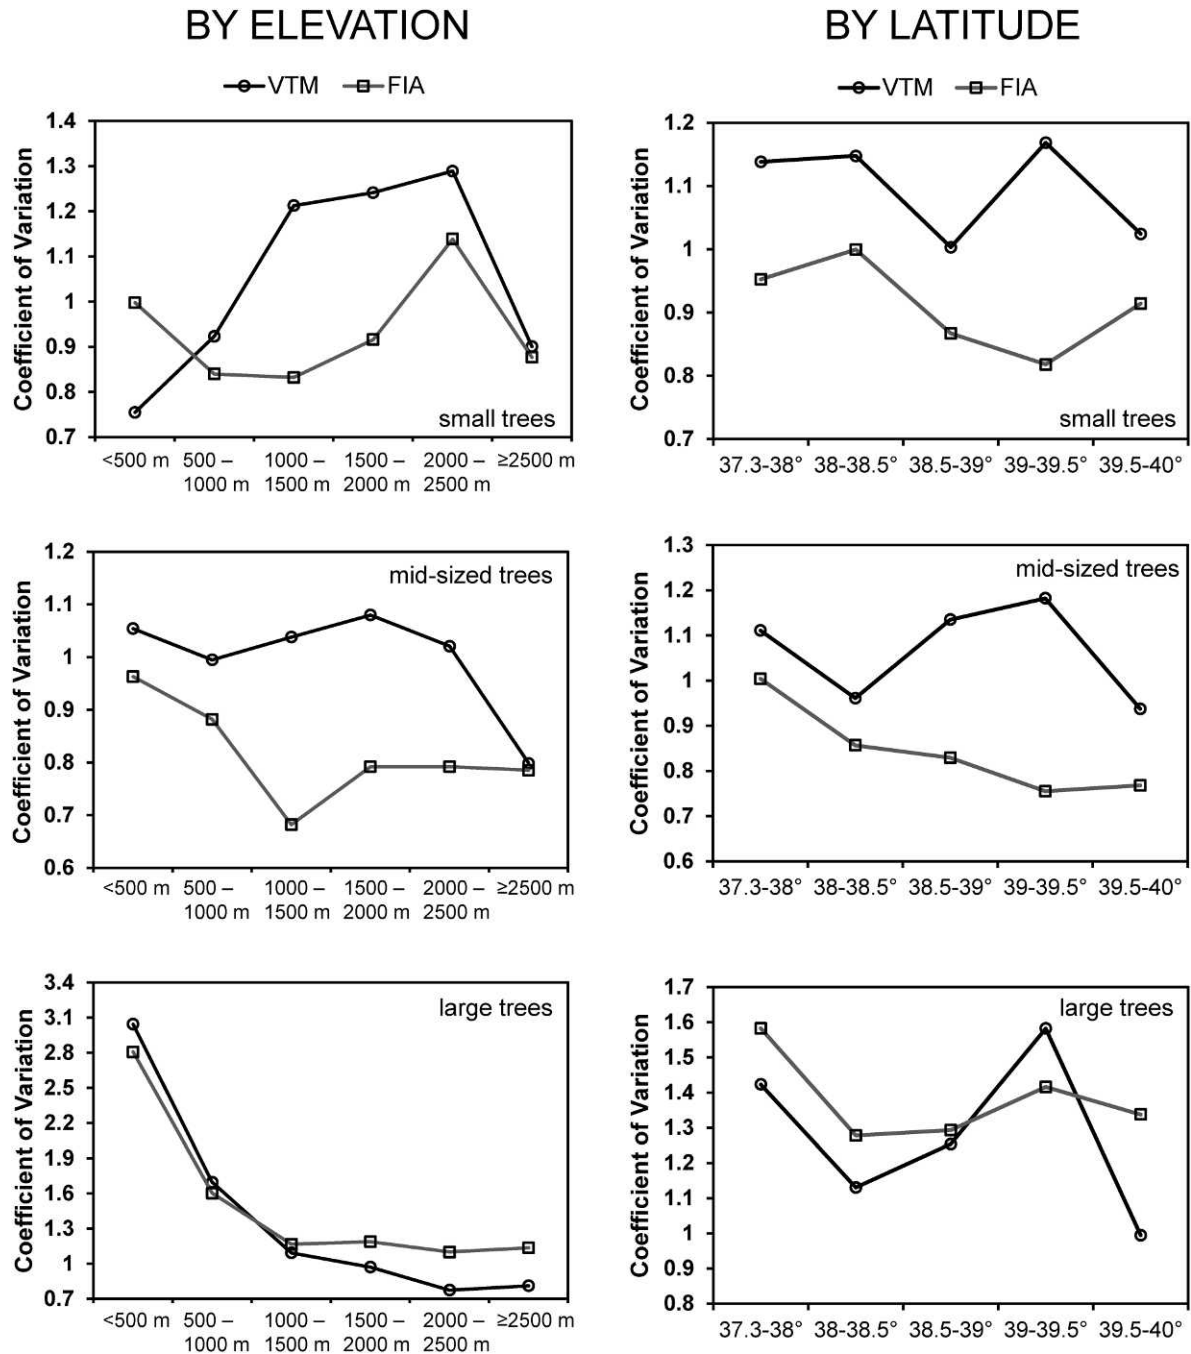 BY ELEVATION
VTM FIA
Coefficient of Variation
1.4
1.3
1.2
1.1
1
0.9
0.8
0.7
small trees
<500 m 500 – 1000 – 1500 – 2000 – ≥2500 m
1000 m 1500 m 2000 m 2500 m
Coefficient of Variation
1.2
1.1
1
0.9
0.8
0.7
0.6
mid-sized trees
<500 m 500 – 1000 – 1500 – 2000 – ≥2500 m
1000 m 1500 m 2000 m 2500 m
Coefficient of Variation
3.4
3.1
2.8
2.5
2.2
1.9
1.6
1.3
1
0.7
large trees
<500 m 500 – 1000 – 1500 – 2000 – ≥2500 m
1000 m 1500 m 2000 m 2500 m
BY LATITUDE
VTM FIA
Coefficient of Variation
1.2
1.1
1
0.9
0.8
0.7
small trees
37.3-38° 38-38.5° 38.5-39° 39-39.5° 39.5-40°
Coefficient of Variation
1.3
1.2
1.1
1
0.9
0.8
0.7
0.6
mid-sized trees
37.3-38° 38-38.5° 38.5-39° 39-39.5° 39.5-40°
Coefficient of Variation
1.7
1.6
1.5
1.4
1.3
1.2
1.1
1
0.9
0.8
large trees
37.3-38° 38-38.5° 38.5-39° 39-39.5° 39.5-40°